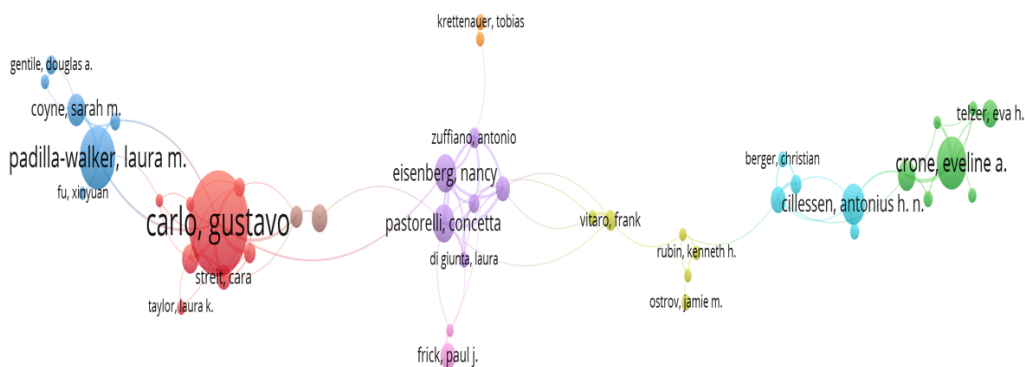 krettenauer, tobias
gentile, douglas a.
coyne, sarah m.
telzer, eva h.
zuffiano, antonio
padilla-walker, laura m.
berger, christian
crone, eveline a.
eisenberg, nancy
fu, xinyuan
cillessen, antonius h. n.
carlo, gustavo
pastorelli, concetta
vitaro, frank
rubin, kenneth h.
di giunta, laura
streit, cara
taylor, laura k.
ostrov, jamie m.
frick, paul j.